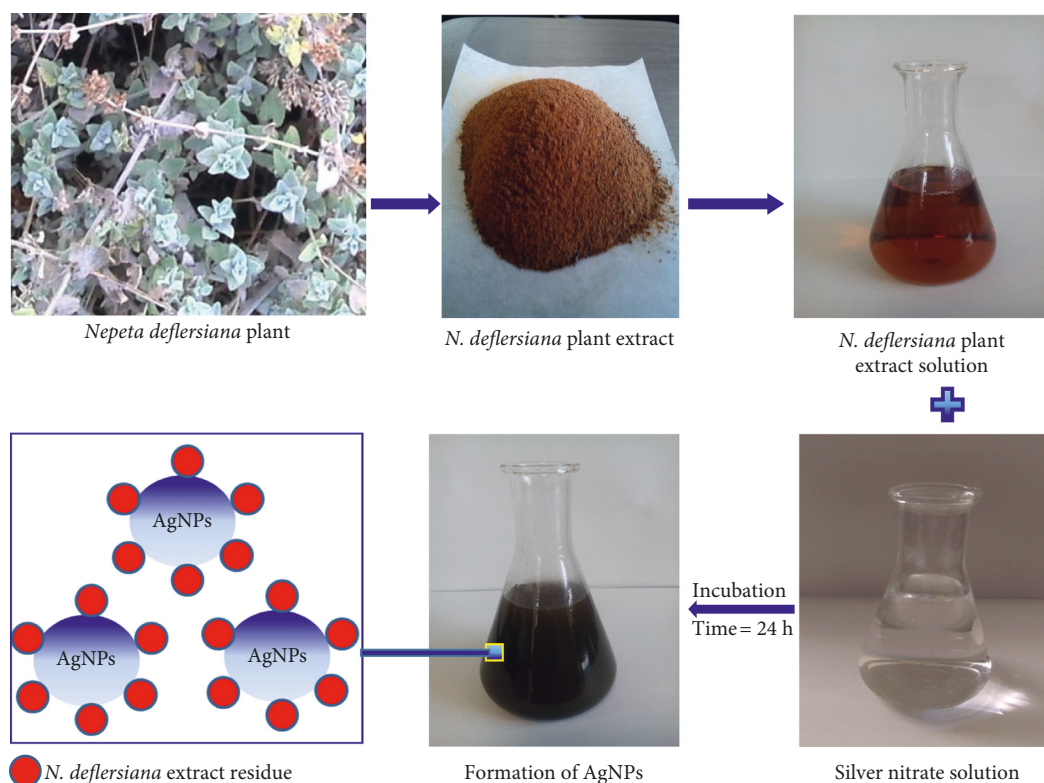 Nepeta deflersiana plant
N. deflersiana plant extract
N. deflersiana plant
extract solution
AgNPs
AgNPs
AgNPs
Incubation
Time = 24 h
N. deflersiana extract residue
Formation of AgNPs
Silver nitrate solution